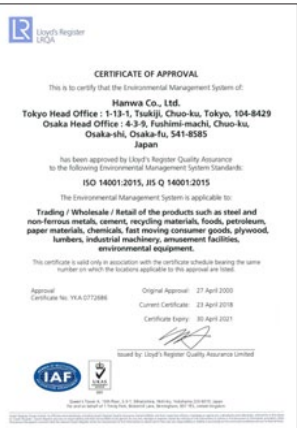 LR
Lloyd's Register
LRQA
CERTIFICATE OF APPROVAL
This is to certify that the Environmental Management System of:
Hanwa Co., Ltd.
Tokyo Head Office : 1-13-1, Tsukiji, Chuo-ku, Tokyo, 104-8429
Osaka Head Office : 4-3-9, Fushimi-machi, Chuo-ku,
Osaka-shi, Osaka-fu, 541-8585
Japan
has been approved by Lloyd's Register Quality Assurance
to the following Environmental Management System Standards:
ISO 14001:2015, JIS Q 14001:2015
The Environmental Management System is applicable to:
Trading / Wholesale / Retail of the products such as steel and
non-ferrous metals, cement, recycling materials, foods, petroleum,
paper materials, chemicals, fast moving consumer goods, plywood,
lumbers, industrial machinery, amusement facilities,
environmental equipment.
This certificate is valid only in association with the certificate schedule bearing the same
number on which the locations applicable to this approval are listed.
Approval Original Approval: 27 April 2000
Certificate No: YKA 0772686
Current Certificate: 23 April 2018
Certificate Expiry: 30 April 2021
Issued by: Lloyd's Register Quality Assurance Limited
IAF
UKAS